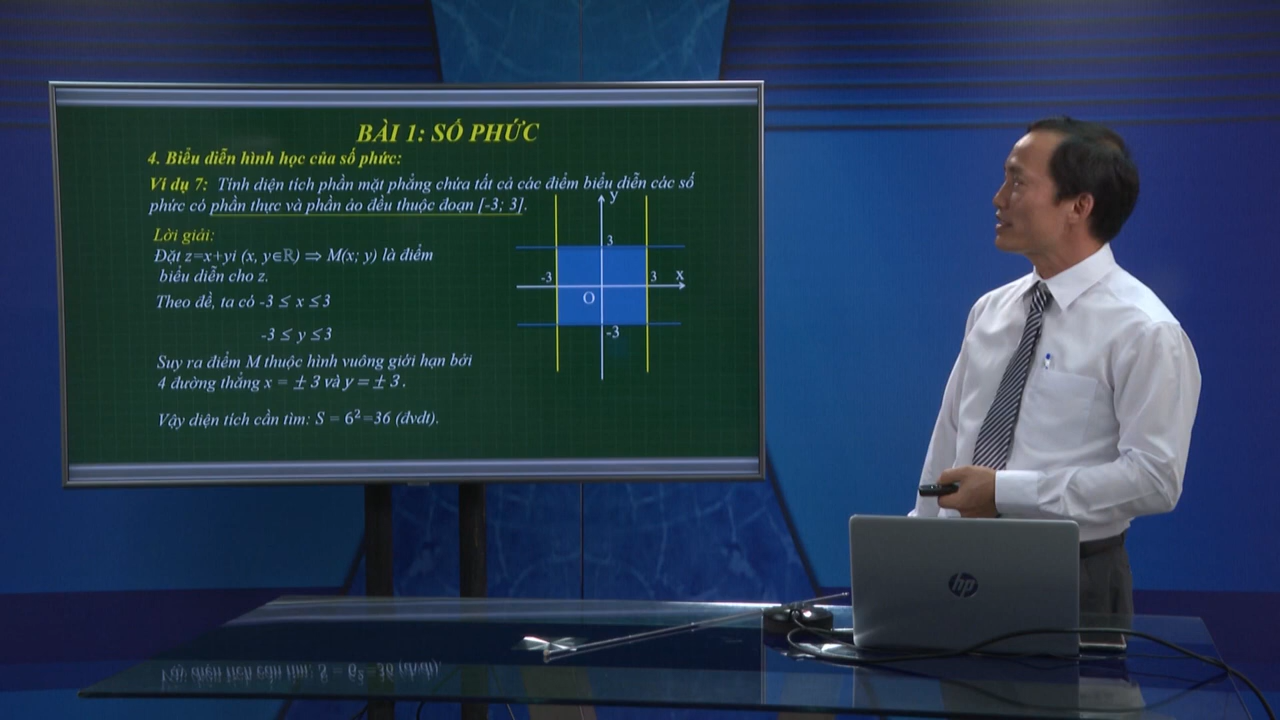 BÀI 1: SỐ PHỨC
4. Biểu diễn hình học của số phức:
Ví dụ 7: Tính diện tích phần mặt phẳng chứa tất cả các điểm biểu diễn các số
phức có phần thực và phần ảo đều thuộc đoạn [-3; 3].
Lời giải:
Đặt z=x+yi (x, y∈ℝ) ⇒ M(x; y) là điểm
biểu diễn cho z.
Theo đề, ta có -3 ≤ x ≤3
-3 ≤ y ≤3
Suy ra điểm M thuộc hình vuông giới hạn bởi
4 đường thẳng x = ± 3 và y = ± 3 .
Vậy diện tích cần tìm: S = 6²=36 (đvdt).
y
3
-3
3
x
O
-3
hp